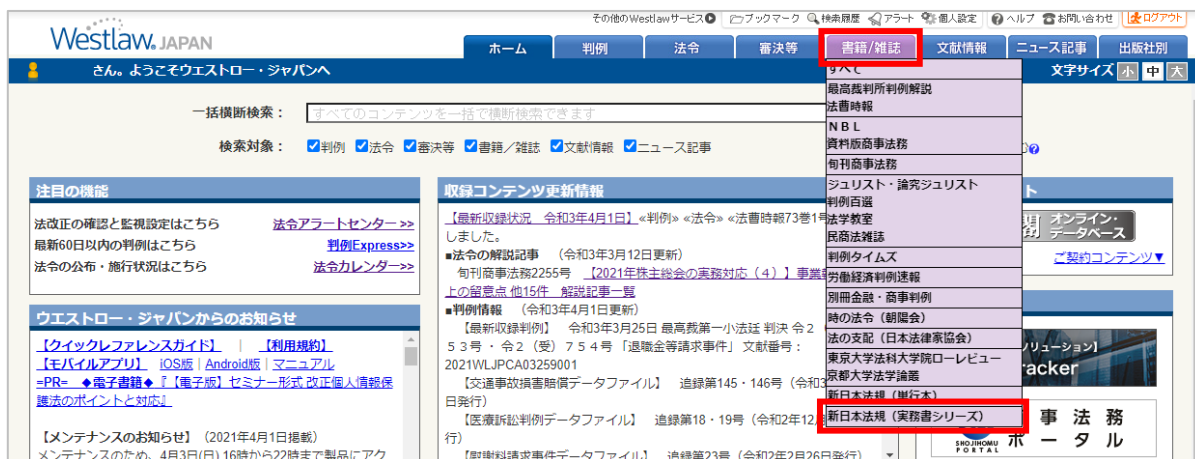 その他のWestlawサービス ブックマーク 検索履歴 アラート 個人設定 ヘルプ お問い合わせ ログアウト
Westlaw. JAPAN
ホーム 判例 法令 審決等 書籍/雑誌 文献情報 ニュース記事 出版社別
さん。ようこそウエストロー・ジャパンへ
文字サイズ 小 中 大
一括横断検索：
すべてのコンテンツを一括で横断検索できます
検索対象： 判例 法令 審決等 書籍／雑誌 文献情報 ニュース記事
すべて
最高裁判所判例解説
法曹時報
ＮＢＬ
資料版商事法務
旬刊商事法務
ジュリスト・論究ジュリスト
判例百選
法学教室
民商法雑誌
判例タイムズ
労働経済判例速報
別冊金融・商事判例
時の法令（朝陽会）
法の支配（日本法律家協会）
東京大学法科大学院ローレビュー
京都大学法学論叢
新日本法規（単行本）
新日本法規（実務書シリーズ）
注目の機能
法改正の確認と監視設定はこちら 法令アラートセンター >>
最新60日以内の判例はこちら 判例Express>>
法令の公布・施行状況はこちら 法令カレンダー>>
ウエストロー・ジャパンからのお知らせ
【クイックレファレンスガイド】 | 【利用規約】
【モバイルアプリ】 iOS版 | Android版 | マニュアル
=PR= ◆電子書籍◆『【電子版】セミナー形式 改正個人情報保
護法のポイントと対応』
【メンテナンスのお知らせ】（2021年4月1日掲載）
メンテナンスのため、4月3日(日) 16時から22時まで製品にアク
収録コンテンツ更新情報
【最新収録状況 令和3年4月1日】 «判例» «法令» «法曹時報73巻1号
しました。
■法令の解説記事 （令和3年3月12日更新）
旬刊商事法務2255号 【2021年株主総会の実務対応（４）】事業
上の留意点 他15件 解説記事一覧
■判例情報 （令和3年4月1日更新）
【最新収録判例】 令和3年3月25日 最高裁第一小法廷 判決 令２（
５３号・ 令２（受）７５４号 「退職金等請求事件」 文献番号：
2021WLJPCA03259001
【交通事故損害賠償データファイル】 追録第145・146号（令和3
日発行）
【医療訴訟判例データファイル】 追録第18・19号（令和2年12月
行）
【慰謝料請求事件データファイル】 追録第23号（令和2年2月26日発行）
ト
オンライン・
データベース
ご契約コンテンツ▼
リューション】
racker
事 法 務
ポ ー タ ル
SHOJIHOMU
PORTAL